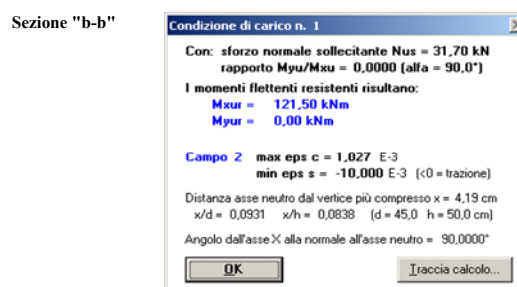 Sezione "b-b"
Condizione di carico n. 1
Con: sforzo normale sollecitante Nus = 31,70 kN
rapporto Myu/Mxu = 0,0000 (alfa = 90,0°)
I momenti flettenti resistenti risultano:
Mxur = 121,50 kNm
Myur = 0,00 kNm
Campo 2 max eps c = 1,027 E-3
min eps s = -10,000 E-3 (<0 = trazione)
Distanza asse neutro dal vertice più compresso x = 4,19 cm
x/d = 0,0931 x/h = 0,0838 (d = 45,0 h = 50,0 cm)
Angolo dall'asse X alla normale all'asse neutro = 90,0000°
OK Traccia calcolo...